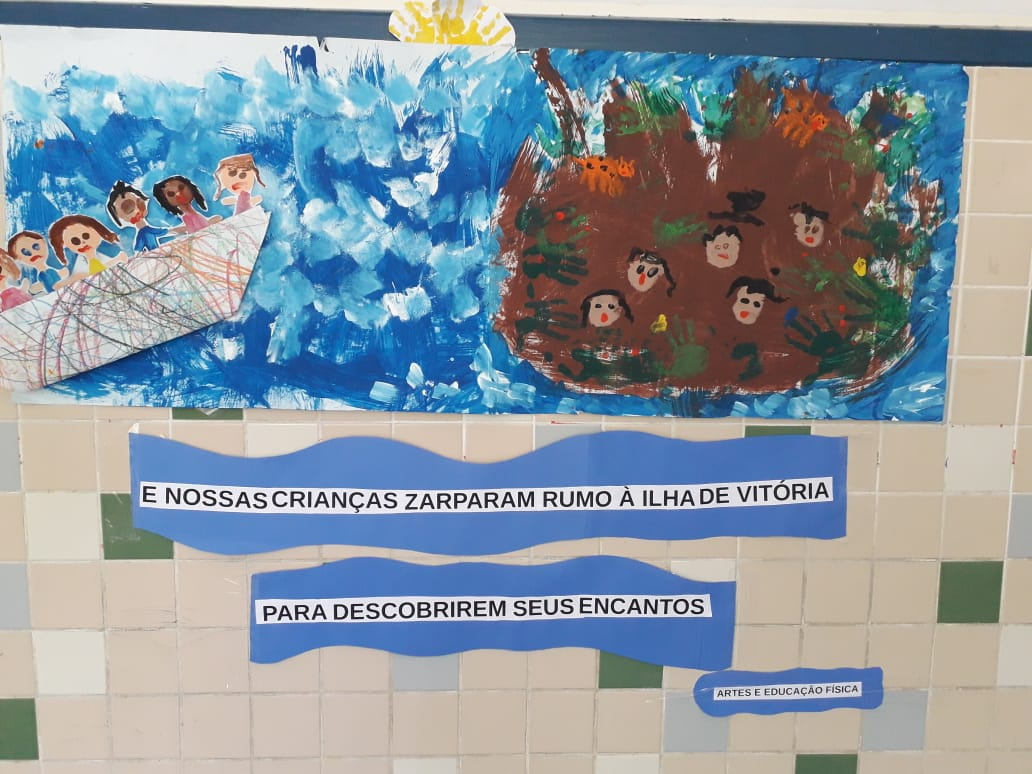 E NOSSAS CRIANÇAS ZARPARAM RUMO À ILHA DE VITÓRIA
PARA DESCOBRIREM SEUS ENCANTOS
ARTES E EDUCAÇÃO FÍSICA